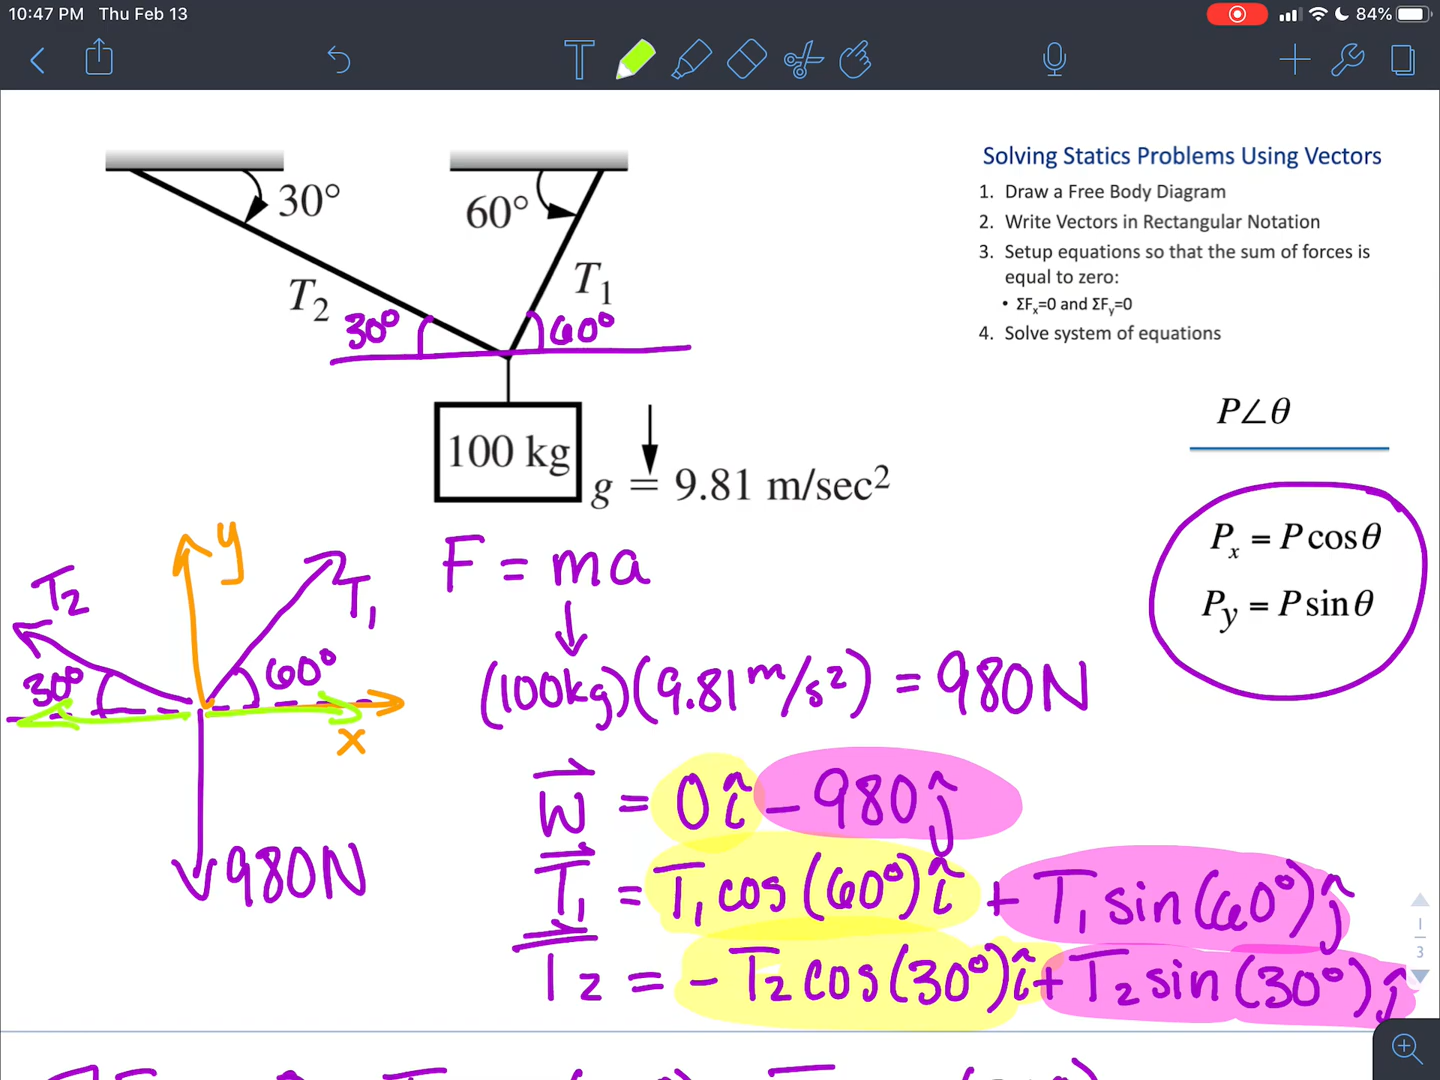 10:47 PM Thu Feb 13
84%
T
30°
60°
T2
T1
30°
60°
100 kg
g = 9.81 m/sec²
Solving Statics Problems Using Vectors
1. Draw a Free Body Diagram
2. Write Vectors in Rectangular Notation
3. Setup equations so that the sum of forces is
equal to zero:
• ΣFx=0 and ΣFy=0
4. Solve system of equations
P∠θ
Px = P cos θ
Py = P sin θ
y
T2
T1
30°
60°
x
980N
F = ma
(100kg)(9.81 m/s²) = 980N
W = 0î - 980ĵ
T1 = T1 cos(60°)î + T1 sin(60°)ĵ
T2 = -T2 cos(30°)î + T2 sin(30°)ĵ
1
3